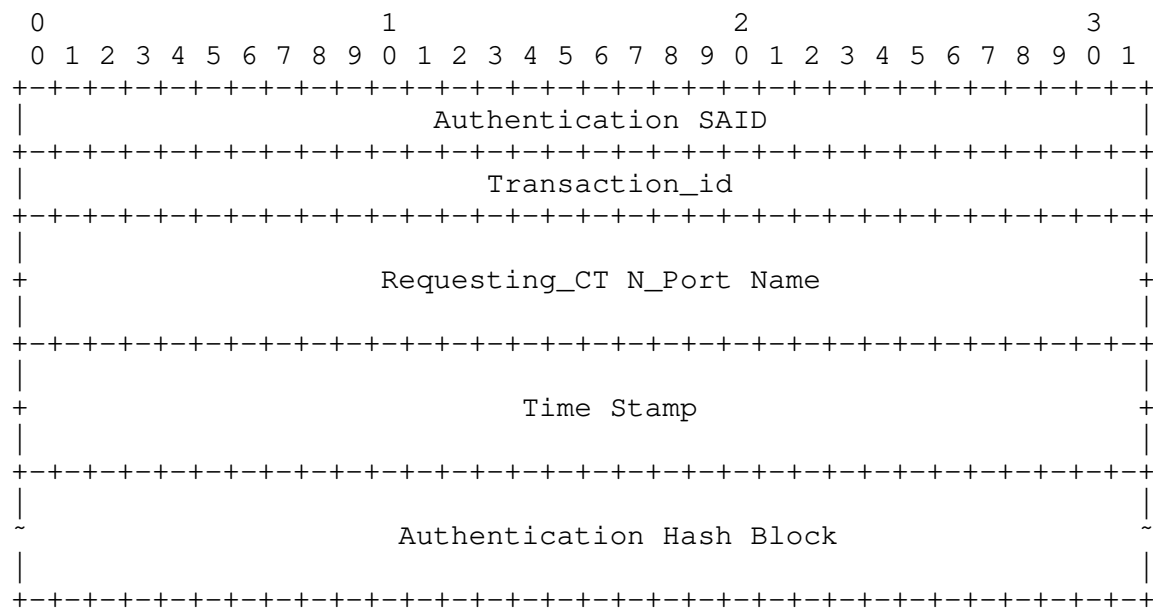 0                   1                   2                   3
 0 1 2 3 4 5 6 7 8 9 0 1 2 3 4 5 6 7 8 9 0 1 2 3 4 5 6 7 8 9 0 1
+-+-+-+-+-+-+-+-+-+-+-+-+-+-+-+-+-+-+-+-+-+-+-+-+-+-+-+-+-+-+-+-+
|                       Authentication SAID                     |
+-+-+-+-+-+-+-+-+-+-+-+-+-+-+-+-+-+-+-+-+-+-+-+-+-+-+-+-+-+-+-+-+
|                          Transaction_id                       |
+-+-+-+-+-+-+-+-+-+-+-+-+-+-+-+-+-+-+-+-+-+-+-+-+-+-+-+-+-+-+-+-+
|                                                               |
+                    Requesting_CT N_Port Name                  +
|                                                               |
+-+-+-+-+-+-+-+-+-+-+-+-+-+-+-+-+-+-+-+-+-+-+-+-+-+-+-+-+-+-+-+-+
|                                                               |
+                            Time Stamp                         +
|                                                               |
+-+-+-+-+-+-+-+-+-+-+-+-+-+-+-+-+-+-+-+-+-+-+-+-+-+-+-+-+-+-+-+-+
|                                                               |
~                     Authentication Hash Block                 ~
|                                                               |
+-+-+-+-+-+-+-+-+-+-+-+-+-+-+-+-+-+-+-+-+-+-+-+-+-+-+-+-+-+-+-+-+